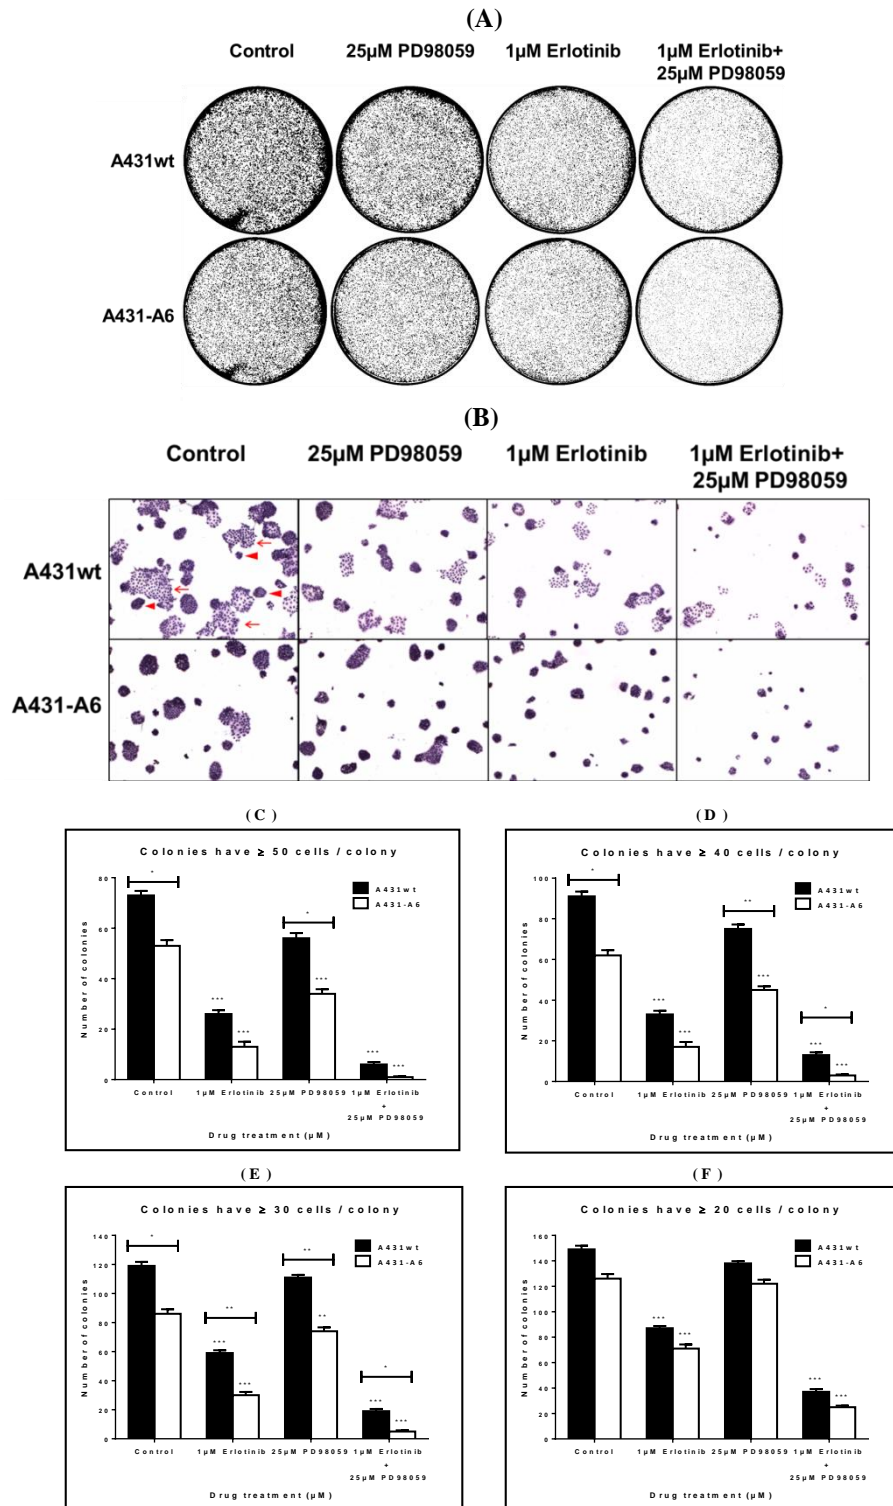 (A)
Control 25µM PD98059 1µM Erlotinib 1µM Erlotinib+
25µM PD98059
A431wt
A431-A6
(B)
Control 25µM PD98059 1µM Erlotinib 1µM Erlotinib+
25µM PD98059
A431wt
A431-A6
(C)
Colonies have ≥ 50 cells / colony
Number of colonies
80
60
40
20
0
A431wt
A431-A6
*
***
***
*
***
***
***
Control 1µM Erlotinib 25µM PD98059 1µM Erlotinib
+
25µM PD98059
Drug treatment (µM)
(D)
Colonies have ≥ 40 cells / colony
Number of colonies
100
80
60
40
20
0
A431wt
A431-A6
*
***
***
**
***
*
***
***
Control 1µM Erlotinib 25µM PD98059 1µM Erlotinib
+
25µM PD98059
Drug treatment (µM)
(E)
Colonies have ≥ 30 cells / colony
Number of colonies
140
120
100
80
60
40
20
0
A431wt
A431-A6
*
**
***
***
**
**
*
***
***
Control 1µM Erlotinib 25µM PD98059 1µM Erlotinib
+
25µM PD98059
Drug treatment (µM)
(F)
Colonies have ≥ 20 cells / colony
Number of colonies
160
140
120
100
80
60
40
20
0
A431wt
A431-A6
***
***
***
***
Control 1µM Erlotinib 25µM PD98059 1µM Erlotinib
+
25µM PD98059
Drug treatment (µM)